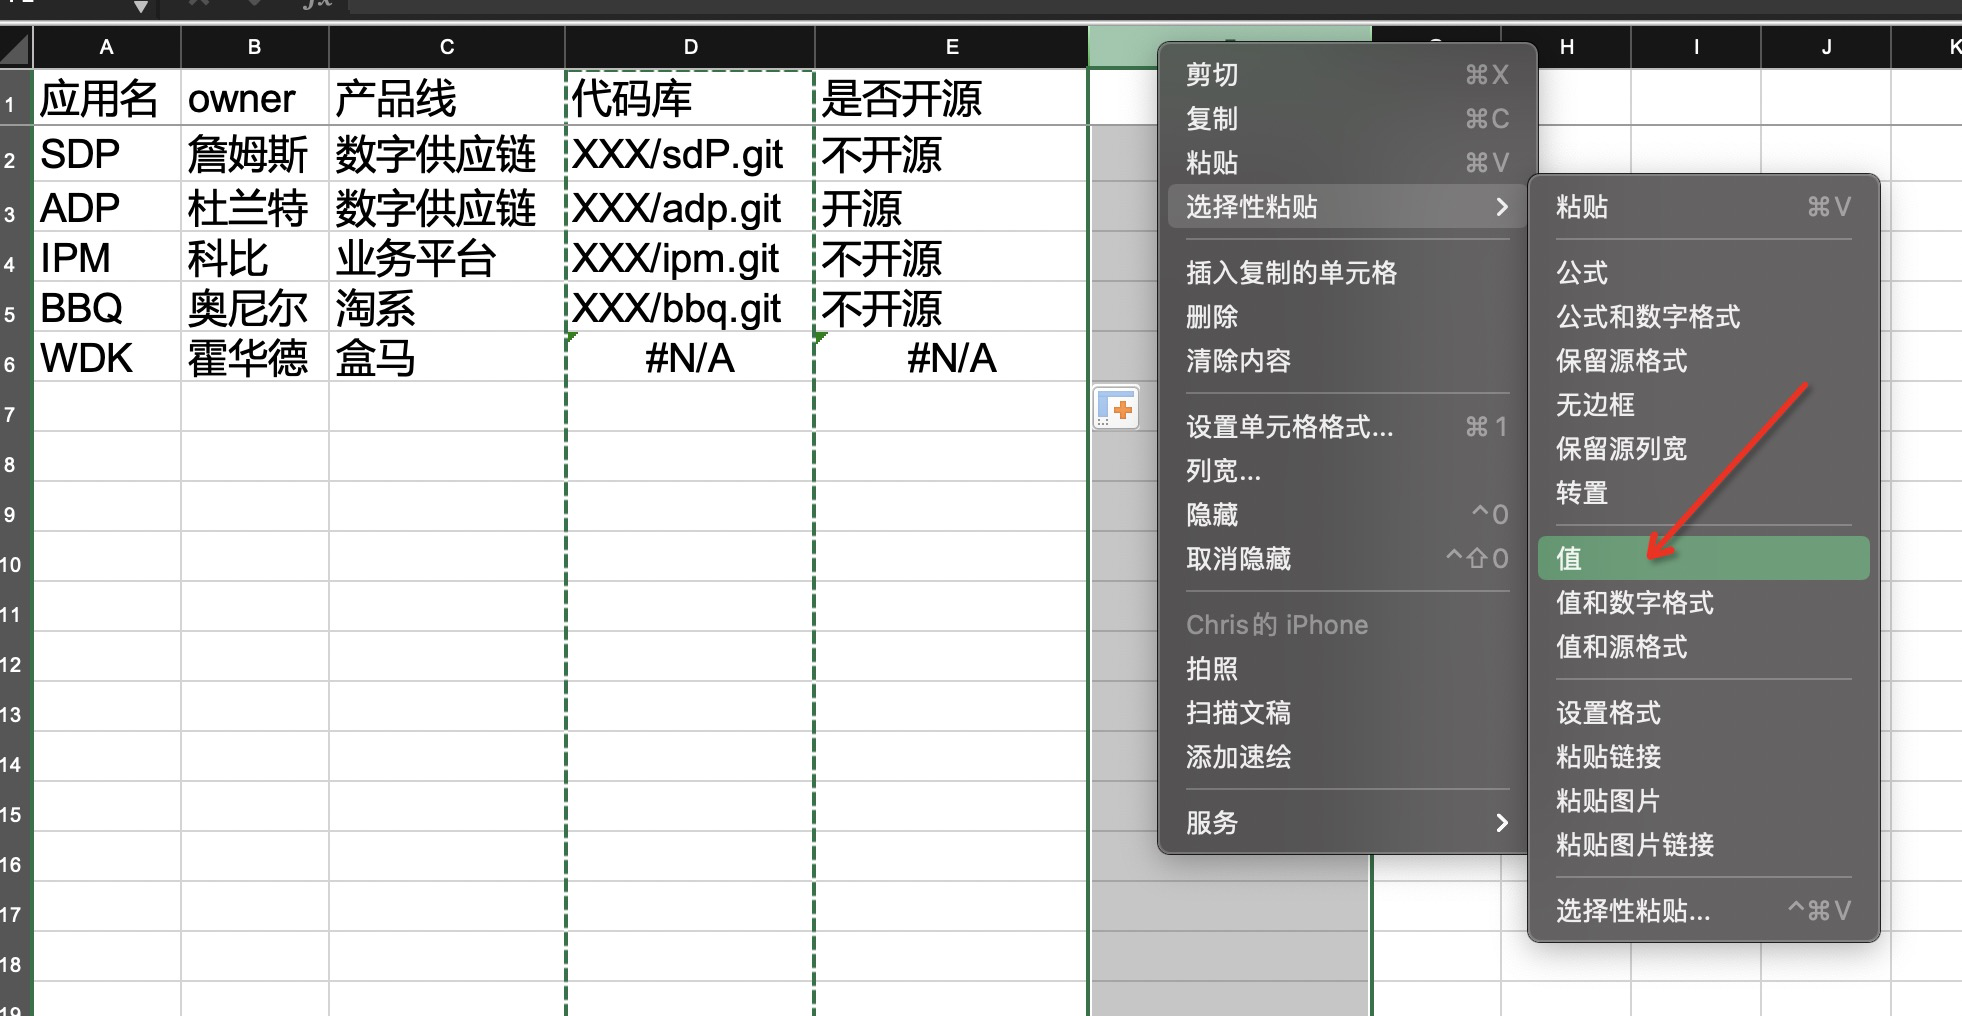 fx
A B C D E H I J K
1 应用名 owner 产品线 代码库 是否开源
2 SDP 詹姆斯 数字供应链 XXX/sdP.git 不开源
3 ADP 杜兰特 数字供应链 XXX/adp.git 开源
4 IPM 科比 业务平台 XXX/ipm.git 不开源
5 BBQ 奥尼尔 淘系 XXX/bbq.git 不开源
6 WDK 霍华德 盒马 #N/A #N/A
7
8
9
10
11
12
13
14
15
16
17
18
19
剪切 ⌘X
复制 ⌘C
粘贴 ⌘V
选择性粘贴
插入复制的单元格
删除
清除内容
设置单元格格式... ⌘1
列宽...
隐藏 ^0
取消隐藏 ^⇧0
Chris的 iPhone
拍照
扫描文稿
添加速绘
服务
粘贴 ⌘V
公式
公式和数字格式
保留源格式
无边框
保留源列宽
转置
值
值和数字格式
值和源格式
设置格式
粘贴链接
粘贴图片
粘贴图片链接
选择性粘贴... ^⌘V